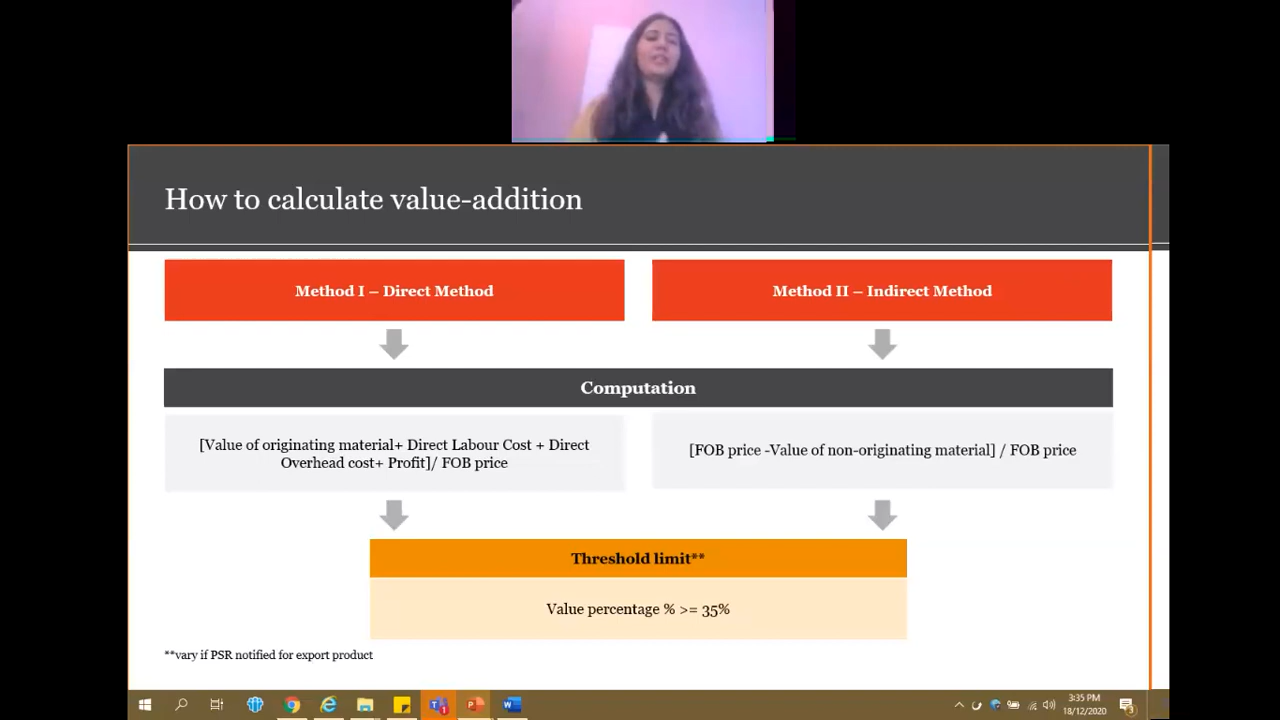 How to calculate value-addition
Method I – Direct Method
Method II – Indirect Method
Computation
[Value of originating material+ Direct Labour Cost + Direct
Overhead cost+ Profit]/ FOB price
[FOB price -Value of non-originating material] / FOB price
Threshold limit**
Value percentage % >= 35%
**vary if PSR notified for export product
3:35 PM
18/12/2020